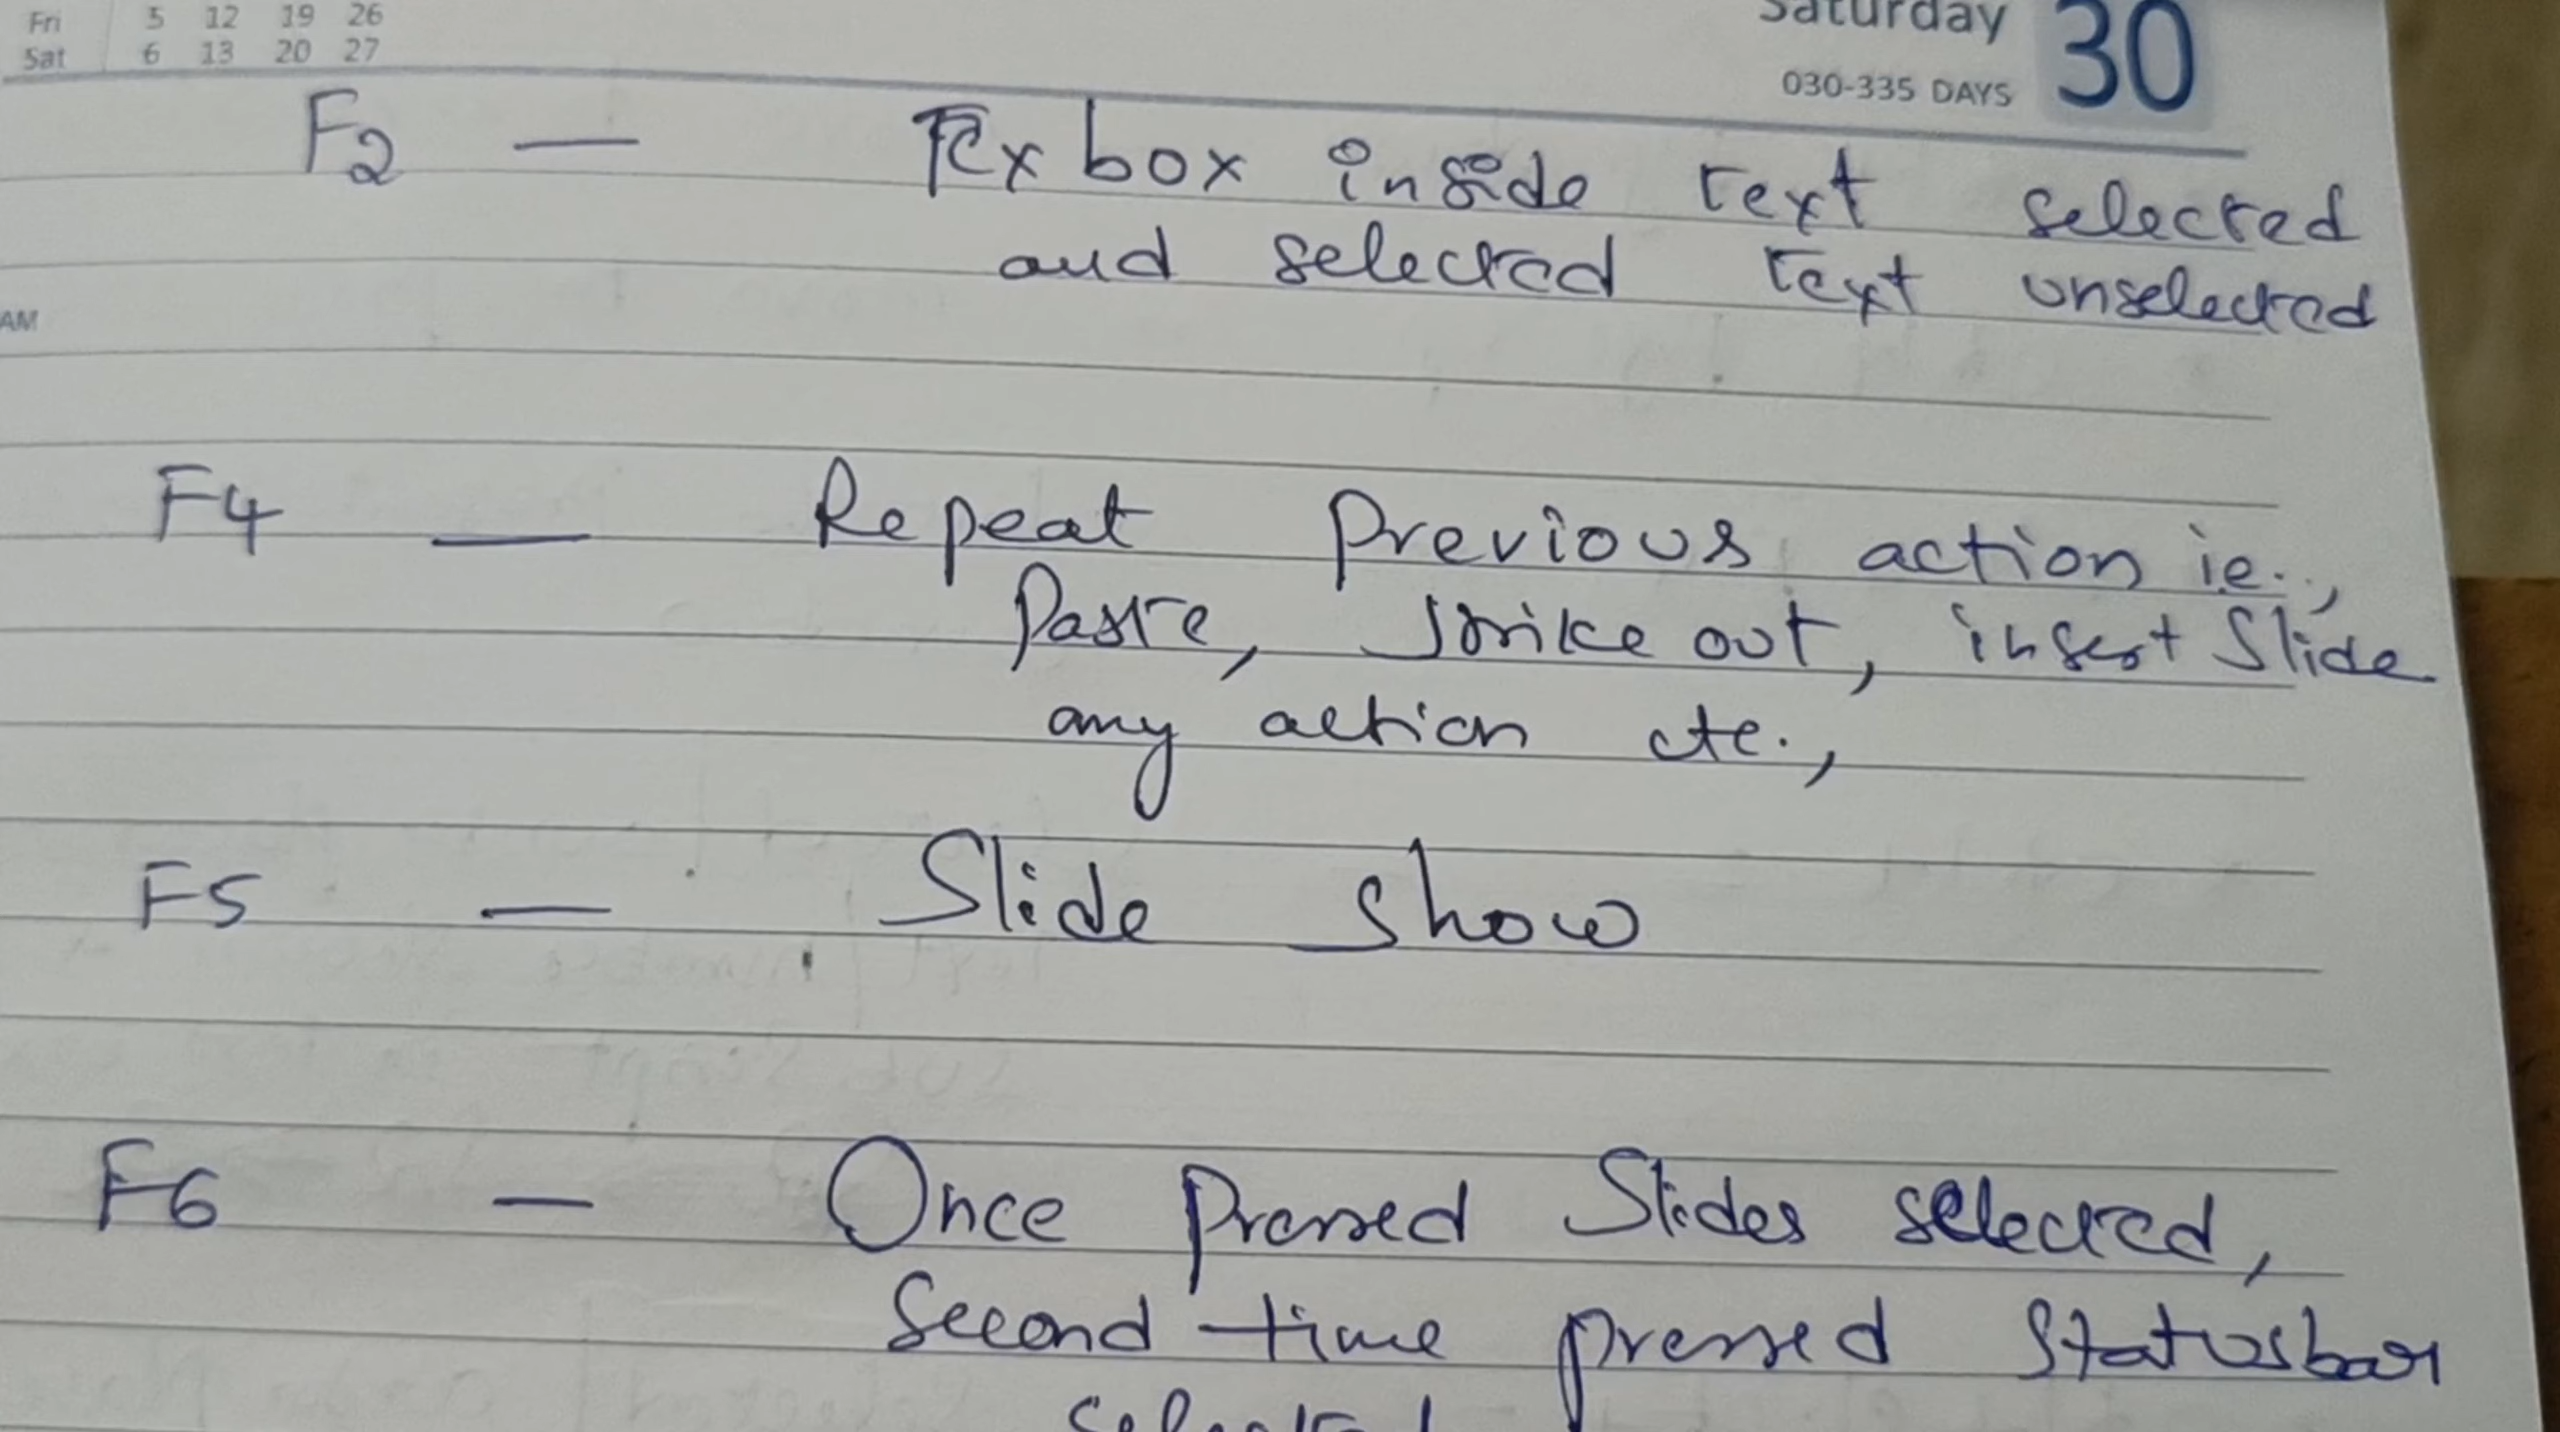 Fri 5 12 19 26
Sat 6 13 20 27
Saturday 30
030-335 DAYS
F2 — Tex box inside text selected
and selected text unselected
AM
F4 — Repeat Previous action ie.,
Paste, strike out, insert Slide
any action etc.,
F5 — Slide show
F6 — Once pressed Slides selected,
Second time pressed Statusbar
selected